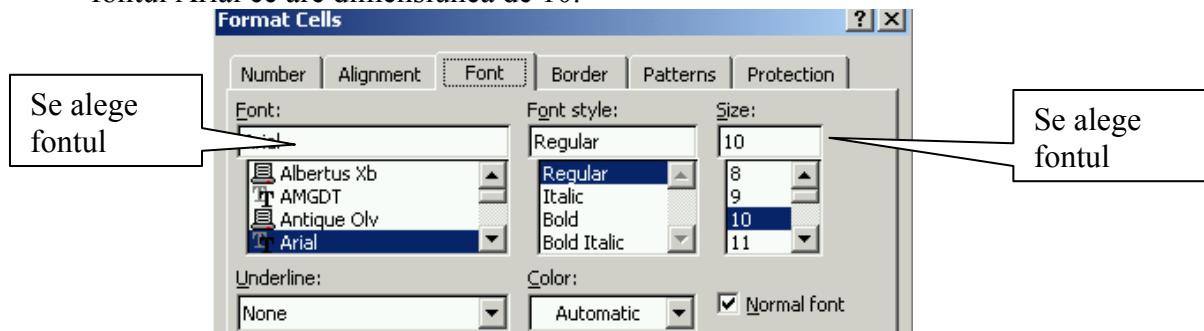 fontul Arial ce are dimensiunea de 10.
Format Cells
Number Alignment Font Border Patterns Protection
Se alege
fontul
Font: Font style: Size:
Arial Regular 10
Albertus Xb Regular 8
AMGDT Italic 9
Antique Olv Bold 10
Arial Bold Italic 11
Se alege
fontul
Underline: Color:
None Automatic Normal font